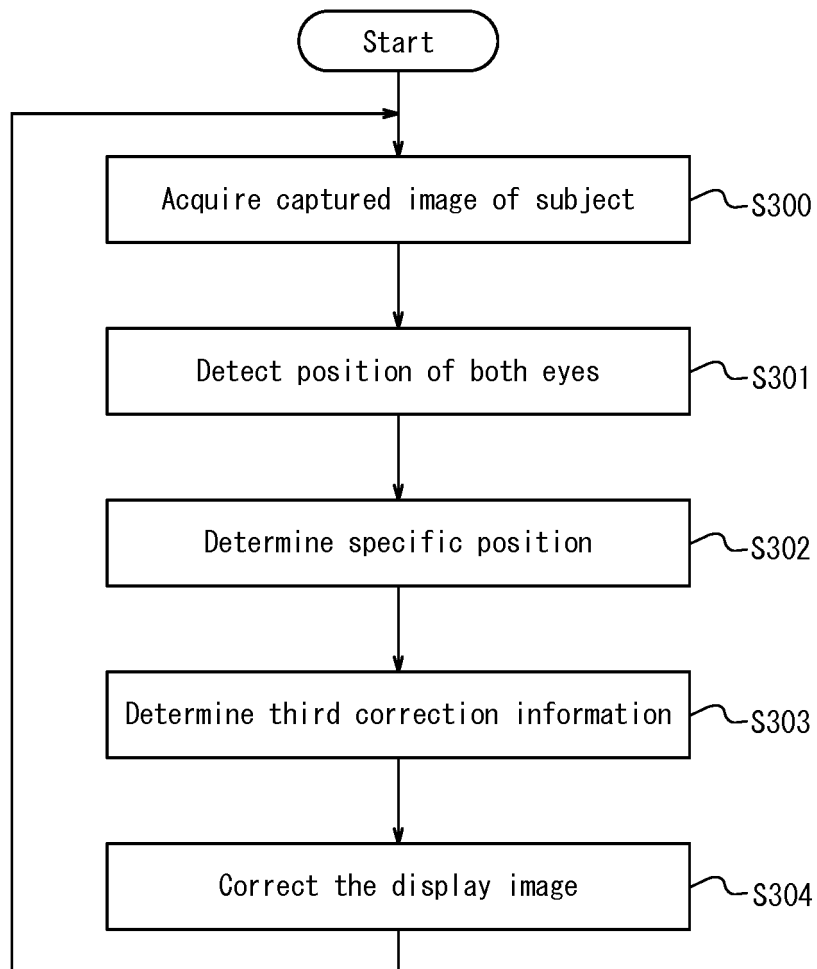 Start
Acquire captured image of subject
S300
Detect position of both eyes
S301
Determine specific position
S302
Determine third correction information
S303
Correct the display image
S304